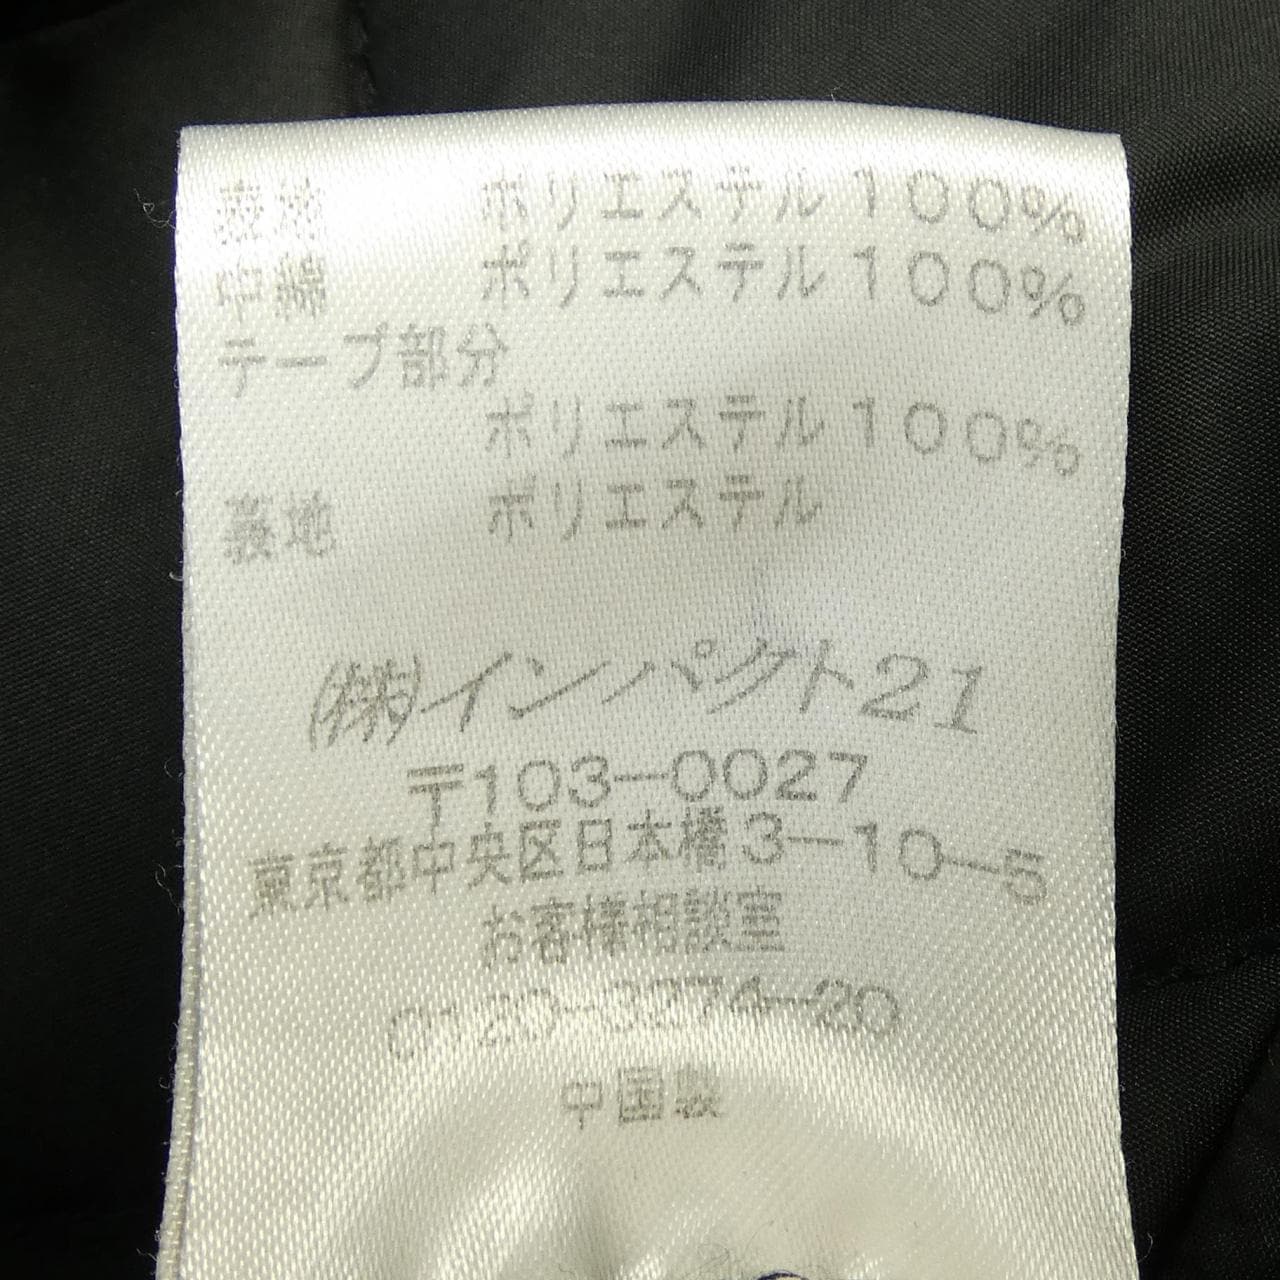 表地 ポリエステル100%
中綿 ポリエステル100%
テープ部分
ポリエステル100%
裏地 ポリエステル
(株)インパクト21
〒103-0027
東京都中央区日本橋3-10-5
お客様相談室
0120-3274-20
中国製